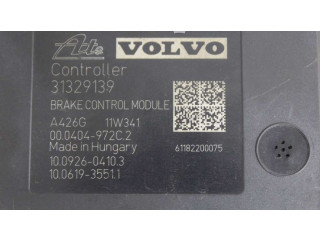 Ate VOLVO
Controller
31329139
BRAKE CONTROL MODULE
A426G 11W341
00.0404-972C.2
Made in Hungary 61182200075
10.0926-0410.3
10.0619-3551.1